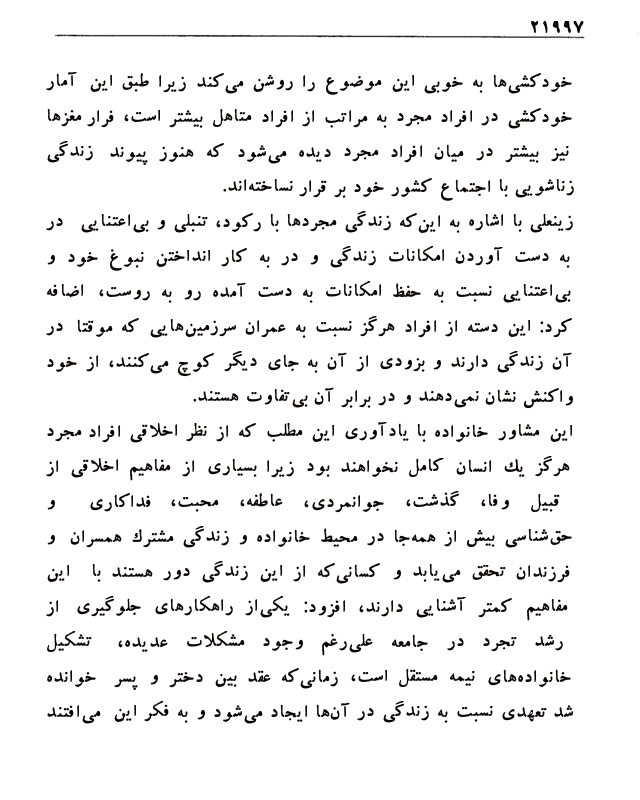 ۲۱۹۹۷
خودکشی‌ها به خوبی این موضوع را روشن می‌کند زیرا طبق این آمار
خودکشی در افراد مجرد به مراتب از افراد متاهل بیشتر است، فرار مغزها
نیز بیشتر در میان افراد مجرد دیده می‌شود که هنوز پیوند زندگی
زناشویی با اجتماع کشور خود بر قرار نساخته‌اند.
زینعلی با اشاره به این‌که زندگی مجردها با رکود، تنبلی و بی‌اعتنایی در
به دست آوردن امکانات زندگی و در به کار انداختن نبوغ خود و
بی‌اعتنایی نسبت به حفظ امکانات به دست آمده رو به روست، اضافه
کرد: این دسته از افراد هرگز نسبت به عمران سرزمین‌هایی که موقتا در
آن زندگی دارند و بزودی از آن به جای دیگر کوچ می‌کنند، از خود
واکنش نشان نمی‌دهند و در برابر آن بی‌تفاوت هستند.
این مشاور خانواده با یادآوری این مطلب که از نظر اخلاقی افراد مجرد
هرگز یك انسان کامل نخواهند بود زیرا بسیاری از مفاهیم اخلاقی از
قبیل وفا، گذشت، جوانمردی، عاطفه، محبت، فداکاری و
حق‌شناسی بیش از همه‌جا در محیط خانواده و زندگی مشترك همسران و
فرزندان تحقق می‌یابد و کسانی‌که از این زندگی دور هستند با این
مفاهیم کمتر آشنایی دارند، افزود: یکی‌از راهکارهای جلوگیری از
رشد تجرد در جامعه علی‌رغم وجود مشکلات عدیده، تشکیل
خانواده‌های نیمه مستقل است، زمانی‌که عقد بین دختر و پسر خوانده
شد تعهدی نسبت به زندگی در آن‌ها ایجاد می‌شود و به فکر این می‌افتند